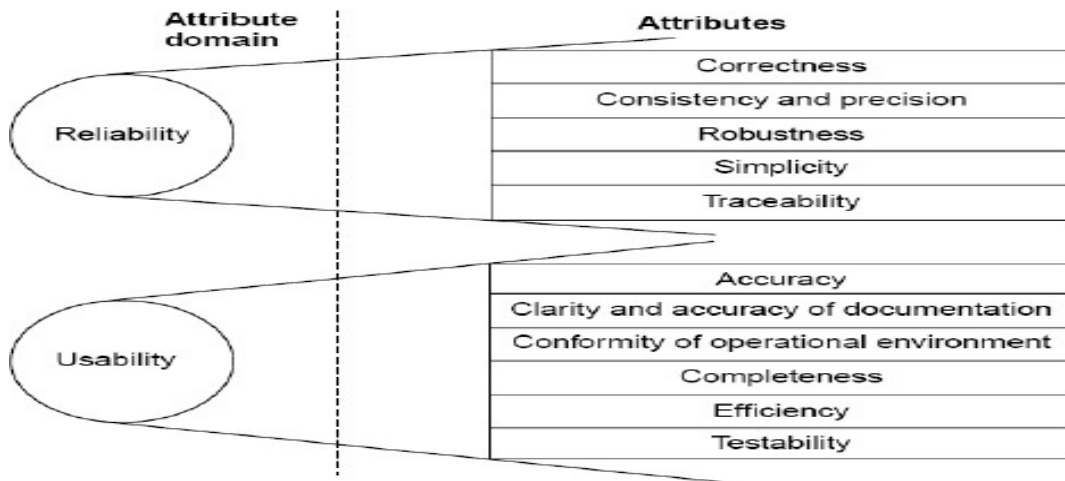 Attribute
domain
Attributes
Reliability
Correctness
Consistency and precision
Robustness
Simplicity
Traceability
Usability
Accuracy
Clarity and accuracy of documentation
Conformity of operational environment
Completeness
Efficiency
Testability